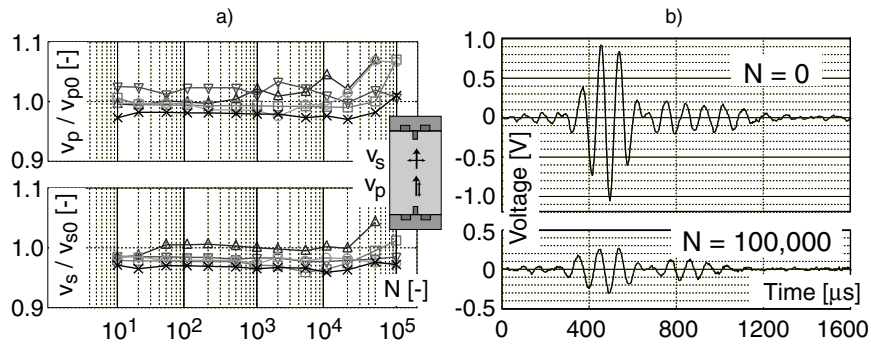 a)
b)
1.1
1.0
0.9
v_p / v_p0 [-]
1.1
1.0
0.9
v_s / v_s0 [-]
v_s
v_p
N [-]
10^1
10^2
10^3
10^4
10^5
1.0
0.5
0
-0.5
-1.0
Voltage [V]
N = 0
0.5
0
-0.5
N = 100,000
Time [μs]
0
400
800
1200
1600